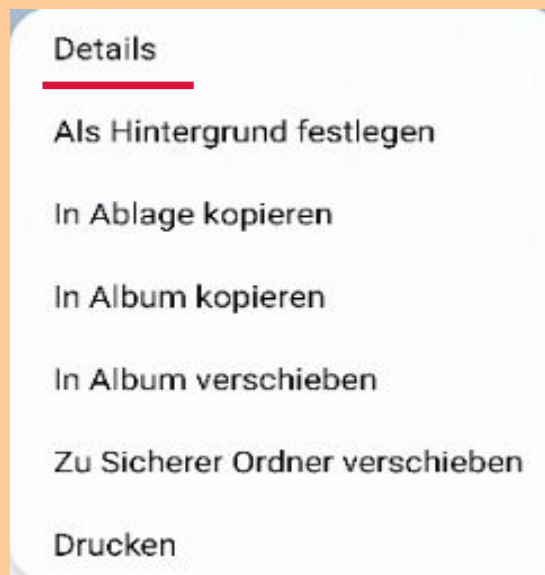 Details
Als Hintergrund festlegen
In Ablage kopieren
In Album kopieren
In Album verschieben
Zu Sicherer Ordner verschieben
Drucken